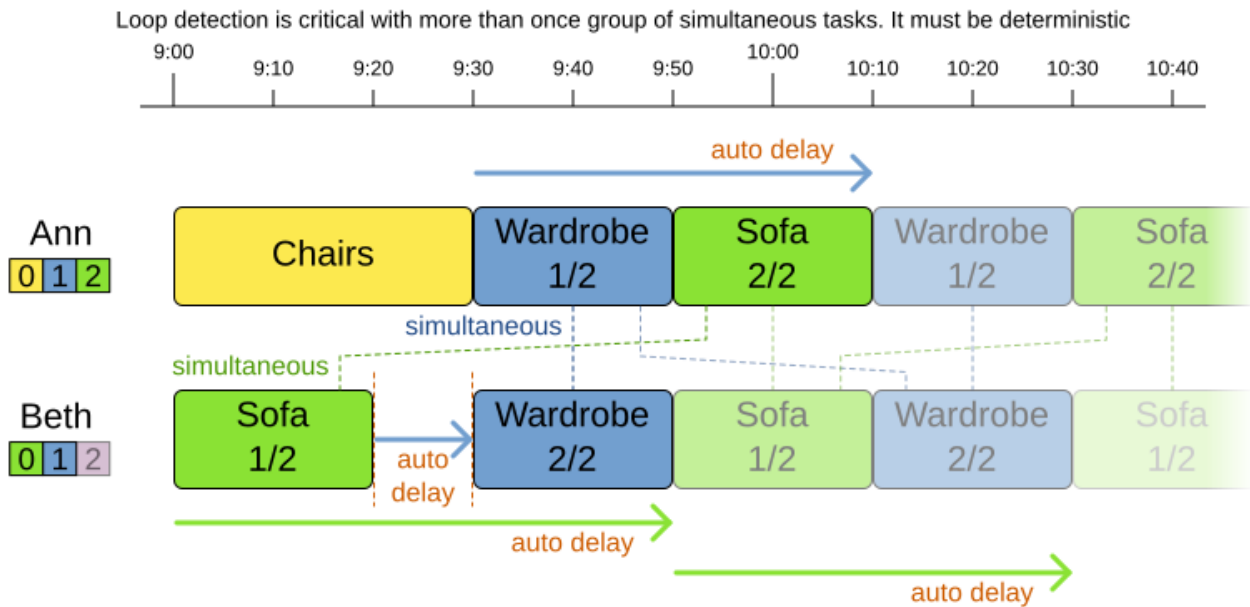 Loop detection is critical with more than once group of simultaneous tasks. It must be deterministic
9:00
9:10
9:20
9:30
9:40
9:50
10:00
10:10
10:20
10:30
10:40
auto delay
Ann
0 1 2
Chairs
Wardrobe
1/2
Sofa
2/2
Wardrobe
1/2
Sofa
2/2
simultaneous
simultaneous
Beth
0 1 2
Sofa
1/2
auto
delay
Wardrobe
2/2
Sofa
1/2
Wardrobe
2/2
Sofa
1/2
auto delay
auto delay